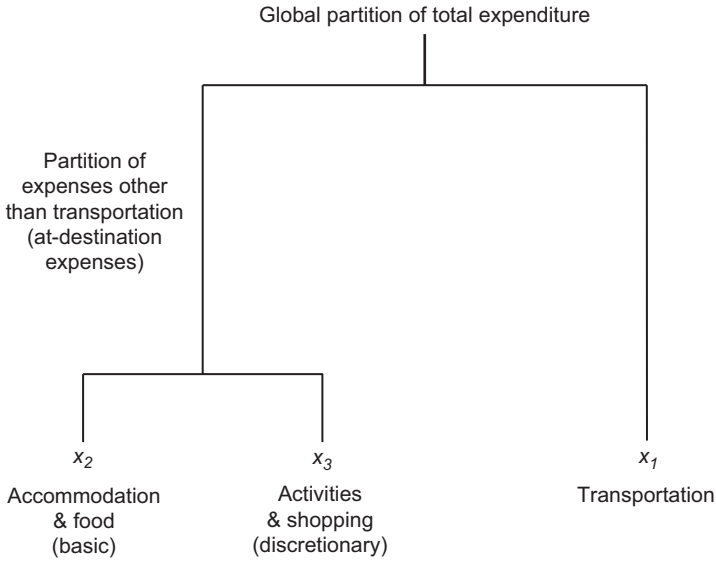 Global partition of total expenditure
Partition of
expenses other
than transportation
(at-destination
expenses)
x2
Accommodation
& food
(basic)
x3
Activities
& shopping
(discretionary)
x1
Transportation